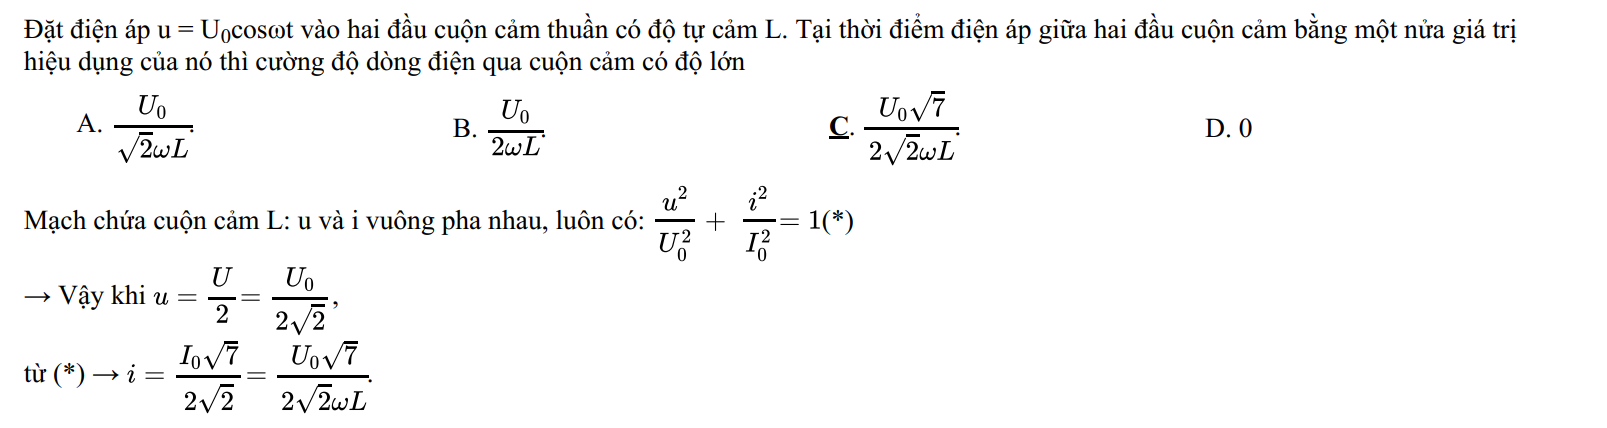 Đặt điện áp u = U₀cosωt vào hai đầu cuộn cảm thuần có độ tự cảm L. Tại thời điểm điện áp giữa hai đầu cuộn cảm bằng một nửa giá trị
hiệu dụng của nó thì cường độ dòng điện qua cuộn cảm có độ lớn
A. \frac{U_0}{\sqrt{2}\omega L}. B. \frac{U_0}{2\omega L}. C. \frac{U_0\sqrt{7}}{2\sqrt{2}\omega L}. D. 0
Mạch chứa cuộn cảm L: u và i vuông pha nhau, luôn có: \frac{u^2}{U_0^2} + \frac{i^2}{I_0^2} = 1(*)
→ Vậy khi u = \frac{U}{2} = \frac{U_0}{2\sqrt{2}},
từ (*) → i = \frac{I_0\sqrt{7}}{2\sqrt{2}} = \frac{U_0\sqrt{7}}{2\sqrt{2}\omega L}.